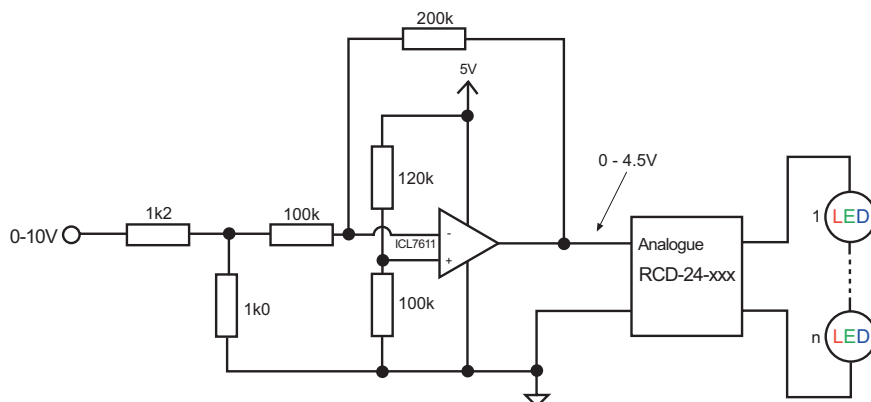 200k
5V
0 - 4.5V
120k
1k2
100k
0-10V
ICL7611
-
+
1k0
100k
Analogue
RCD-24-xxx
1
LED
n
LED